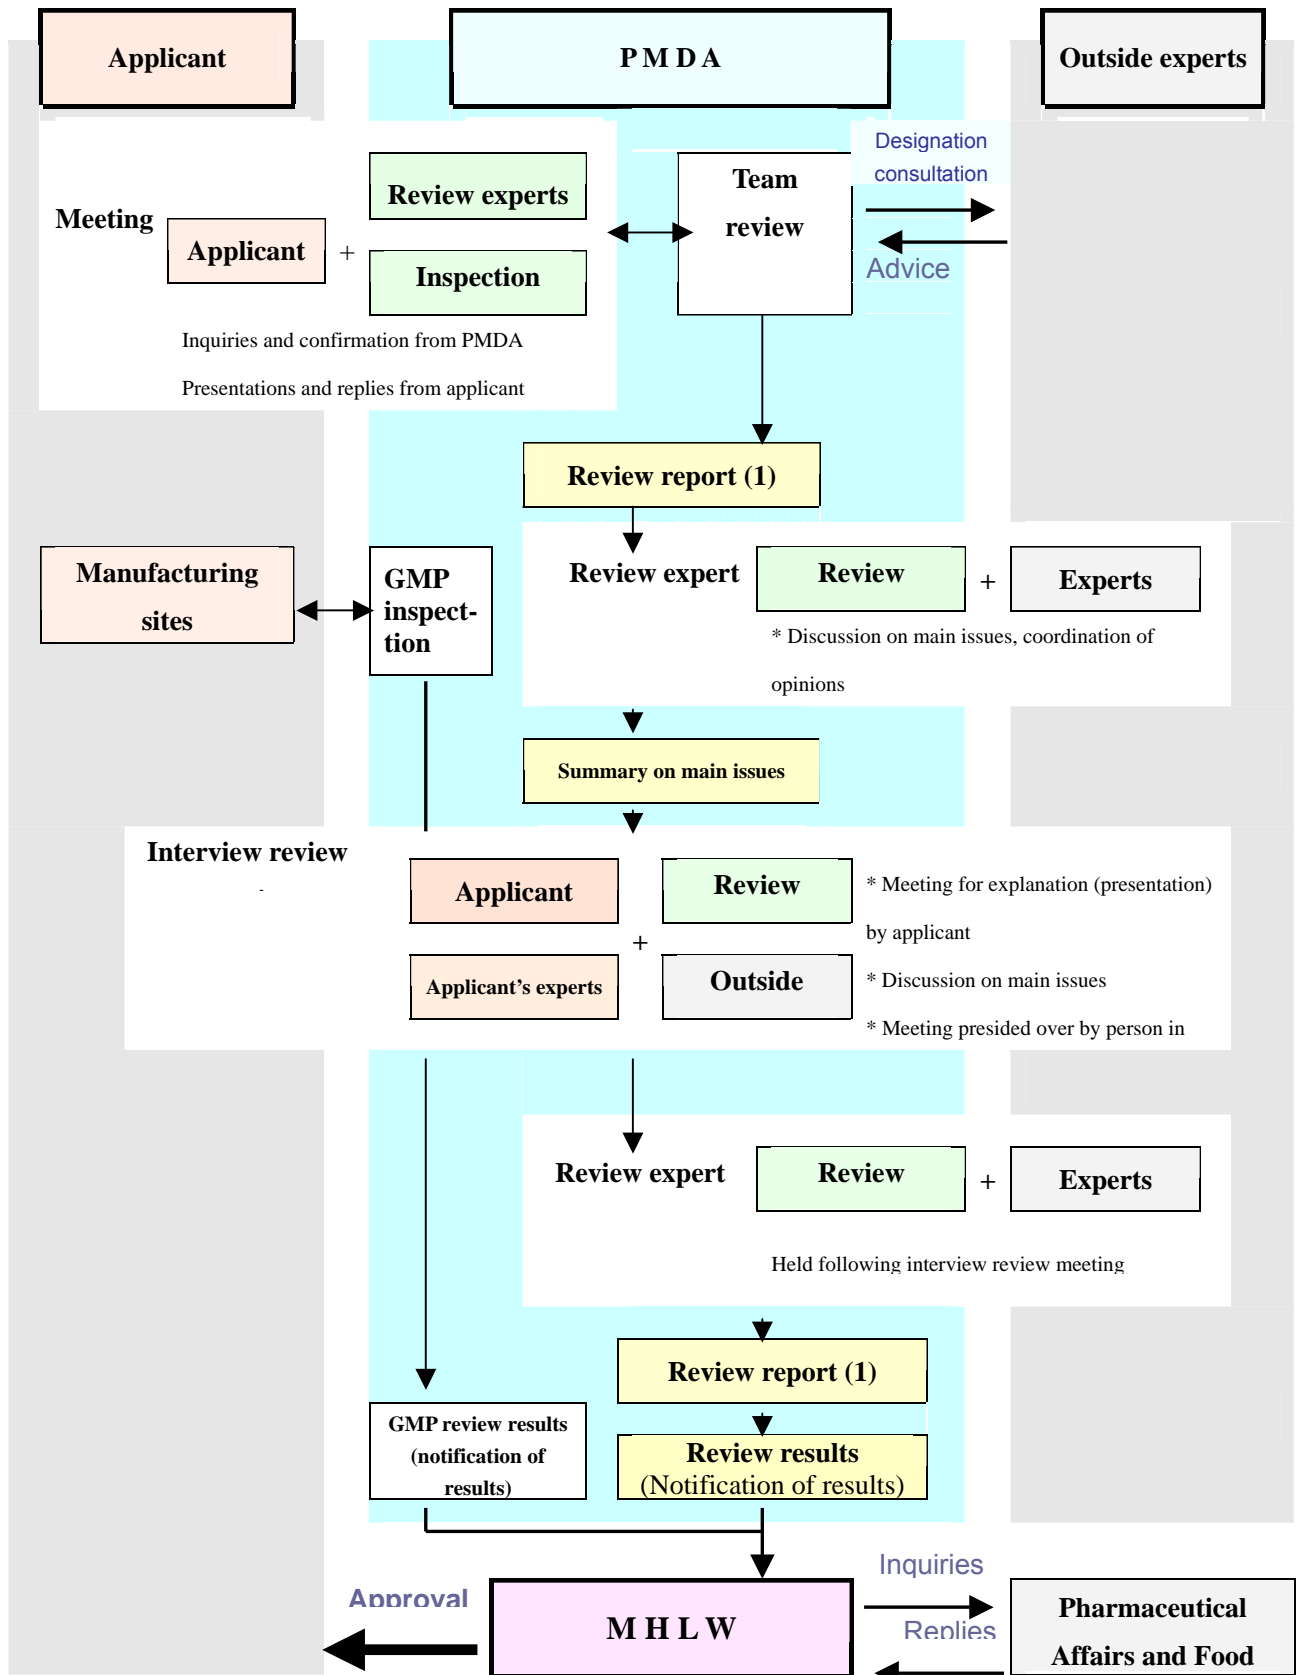 Applicant
P M D A
Outside experts
Meeting
Applicant
+
Review experts
Inspection
Team
review
Designation
consultation
Advice
Inquiries and confirmation from PMDA
Presentations and replies from applicant
Review report (1)
Manufacturing
sites
GMP
inspect-
tion
Review expert
Review
+
Experts
* Discussion on main issues, coordination of
opinions
Summary on main issues
Interview review
Applicant
Applicant's experts
+
Review
Outside
* Meeting for explanation (presentation)
by applicant
* Discussion on main issues
* Meeting presided over by person in
Review expert
Review
+
Experts
Held following interview review meeting
Review report (1)
GMP review results
(notification of
results)
Review results
(Notification of results)
Approval
M H L W
Inquiries
Replies
Pharmaceutical
Affairs and Food